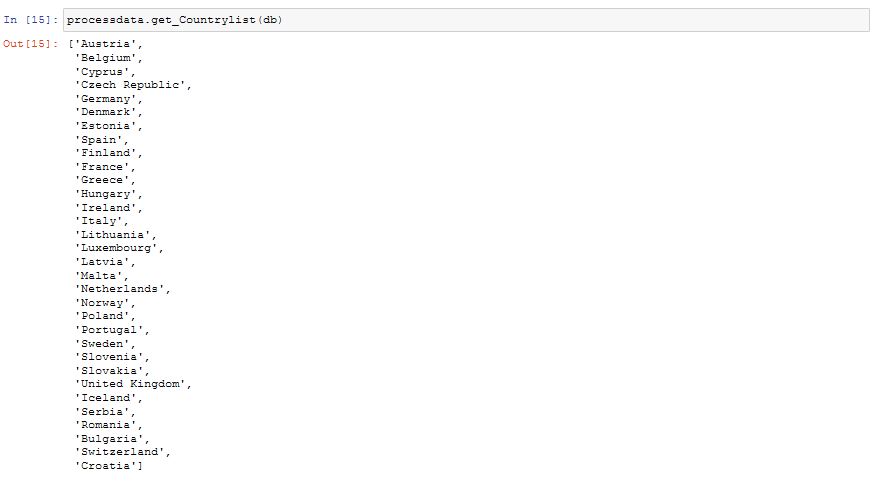 In [15]: processdata.get_Countrylist(db)
Out[15]: ['Austria',
'Belgium',
'Cyprus',
'Czech Republic',
'Germany',
'Denmark',
'Estonia',
'Spain',
'Finland',
'France',
'Greece',
'Hungary',
'Ireland',
'Italy',
'Lithuania',
'Luxembourg',
'Latvia',
'Malta',
'Netherlands',
'Norway',
'Poland',
'Portugal',
'Sweden',
'Slovenia',
'Slovakia',
'United Kingdom',
'Iceland',
'Serbia',
'Romania',
'Bulgaria',
'Switzerland',
'Croatia']